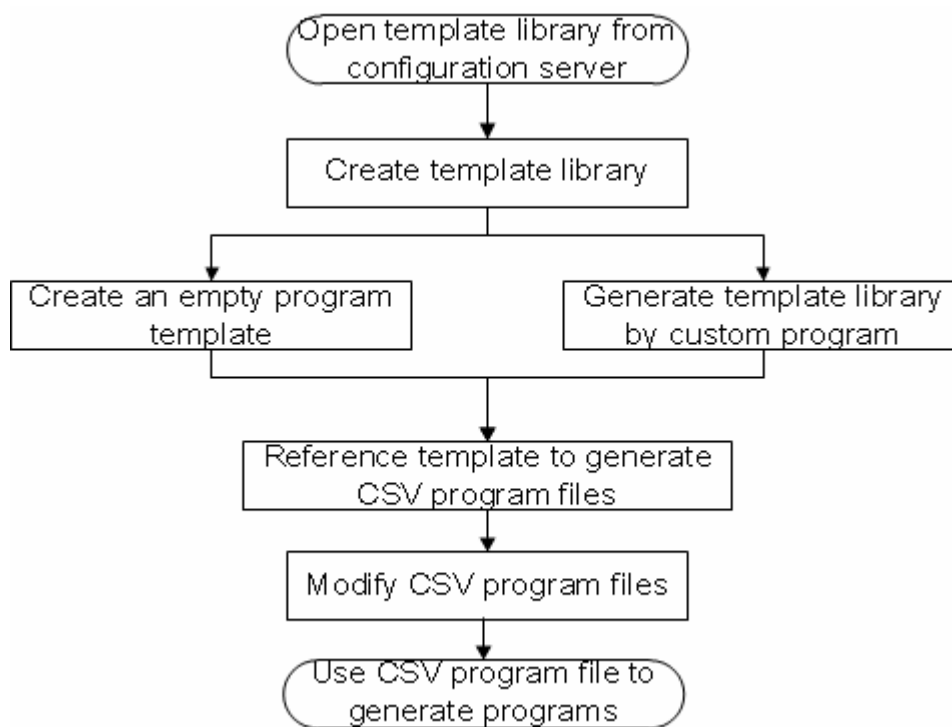 Open template library from
configuration server
Create template library
Create an empty program
template
Generate template library
by custom program
Reference template to generate
CSV program files
Modify CSV program files
Use CSV program file to
generate programs